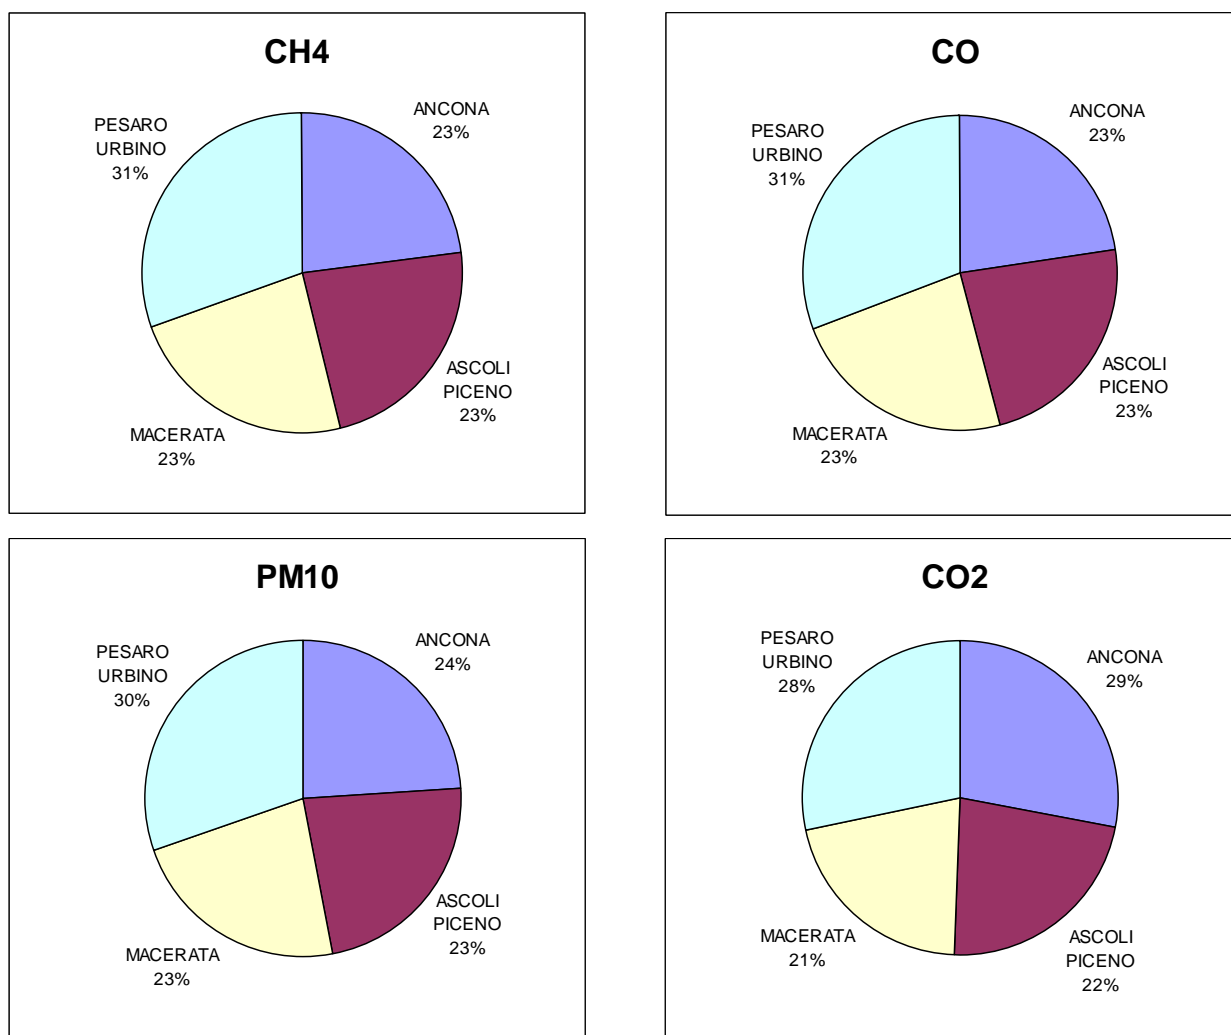 CH4
PESARO
URBINO
31%
ANCONA
23%
ASCOLI
PICENO
23%
MACERATA
23%
CO
PESARO
URBINO
31%
ANCONA
23%
ASCOLI
PICENO
23%
MACERATA
23%
PM10
PESARO
URBINO
30%
ANCONA
24%
ASCOLI
PICENO
23%
MACERATA
23%
CO2
PESARO
URBINO
28%
ANCONA
29%
ASCOLI
PICENO
22%
MACERATA
21%